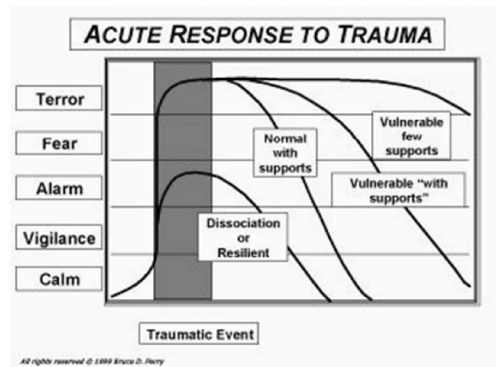 ACUTE RESPONSE TO TRAUMA
Terror
Fear
Alarm
Vigilance
Calm
Normal
with
supports
Vulnerable
few
supports
Vulnerable "with
supports"
Dissociation
or
Resilient
Traumatic Event
All rights reserved © 1999 Bruce D. Perry